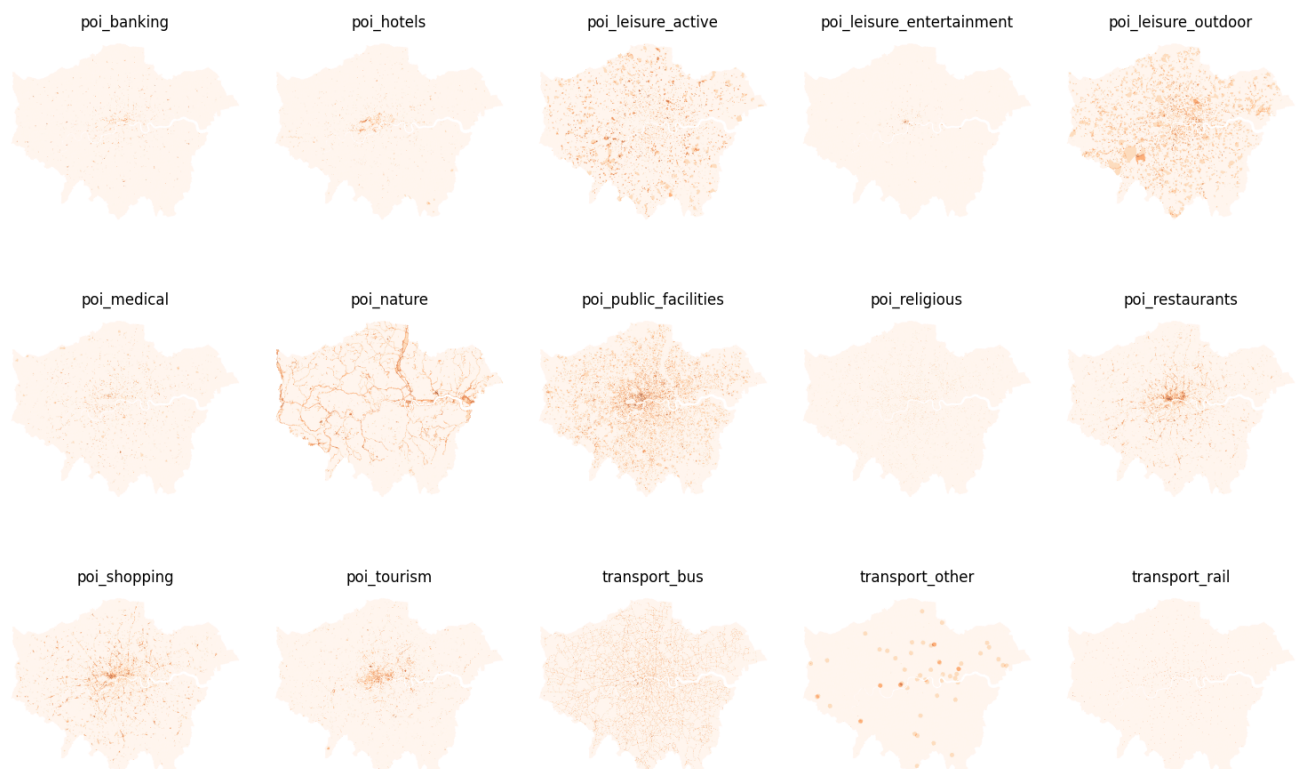 poi_banking
poi_hotels
poi_leisure_active
poi_leisure_entertainment
poi_leisure_outdoor
poi_medical
poi_nature
poi_public_facilities
poi_religious
poi_restaurants
poi_shopping
poi_tourism
transport_bus
transport_other
transport_rail